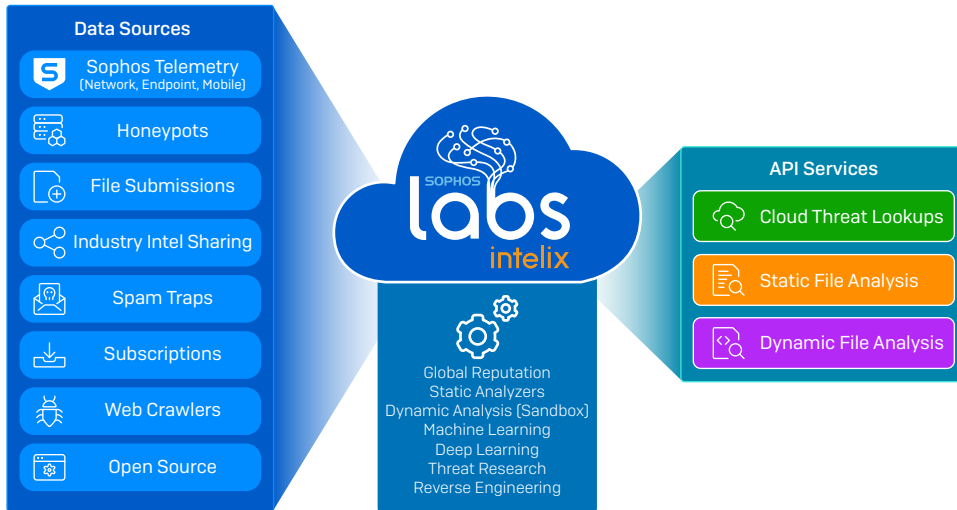 Data Sources
Sophos Telemetry
(Network, Endpoint, Mobile)
Honeypots
File Submissions
Industry Intel Sharing
Spam Traps
Subscriptions
Web Crawlers
Open Source
SOPHOS
labs
intelix
Global Reputation
Static Analyzers
Dynamic Analysis (Sandbox)
Machine Learning
Deep Learning
Threat Research
Reverse Engineering
API Services
Cloud Threat Lookups
Static File Analysis
Dynamic File Analysis